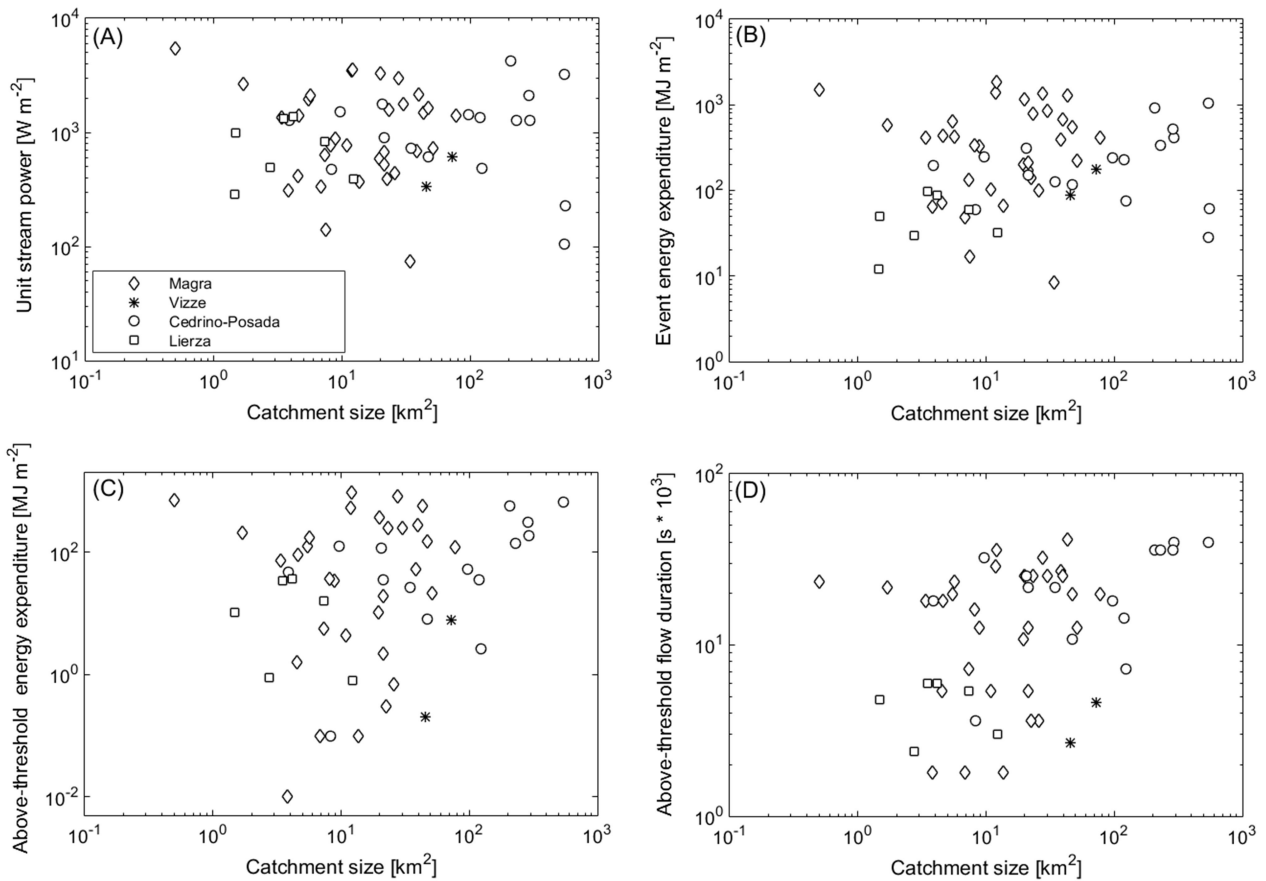 (A)
Unit stream power [W m-2]
10^4
10^3
10^2
10^1
Magra
Vizze
Cedrino-Posada
Lierza
10^-1 10^0 10^1 10^2 10^3
Catchment size [km^2]
(B)
Event energy expenditure [MJ m-2]
10^4
10^3
10^2
10^1
10^0
10^-1 10^0 10^1 10^2 10^3
Catchment size [km^2]
(C)
Above-threshold energy expenditure [MJ m-2]
10^2
10^0
10^-2
10^-1 10^0 10^1 10^2 10^3
Catchment size [km^2]
(D)
Above-threshold flow duration [s * 10^3]
10^2
10^1
10^0
10^-1 10^0 10^1 10^2 10^3
Catchment size [km^2]